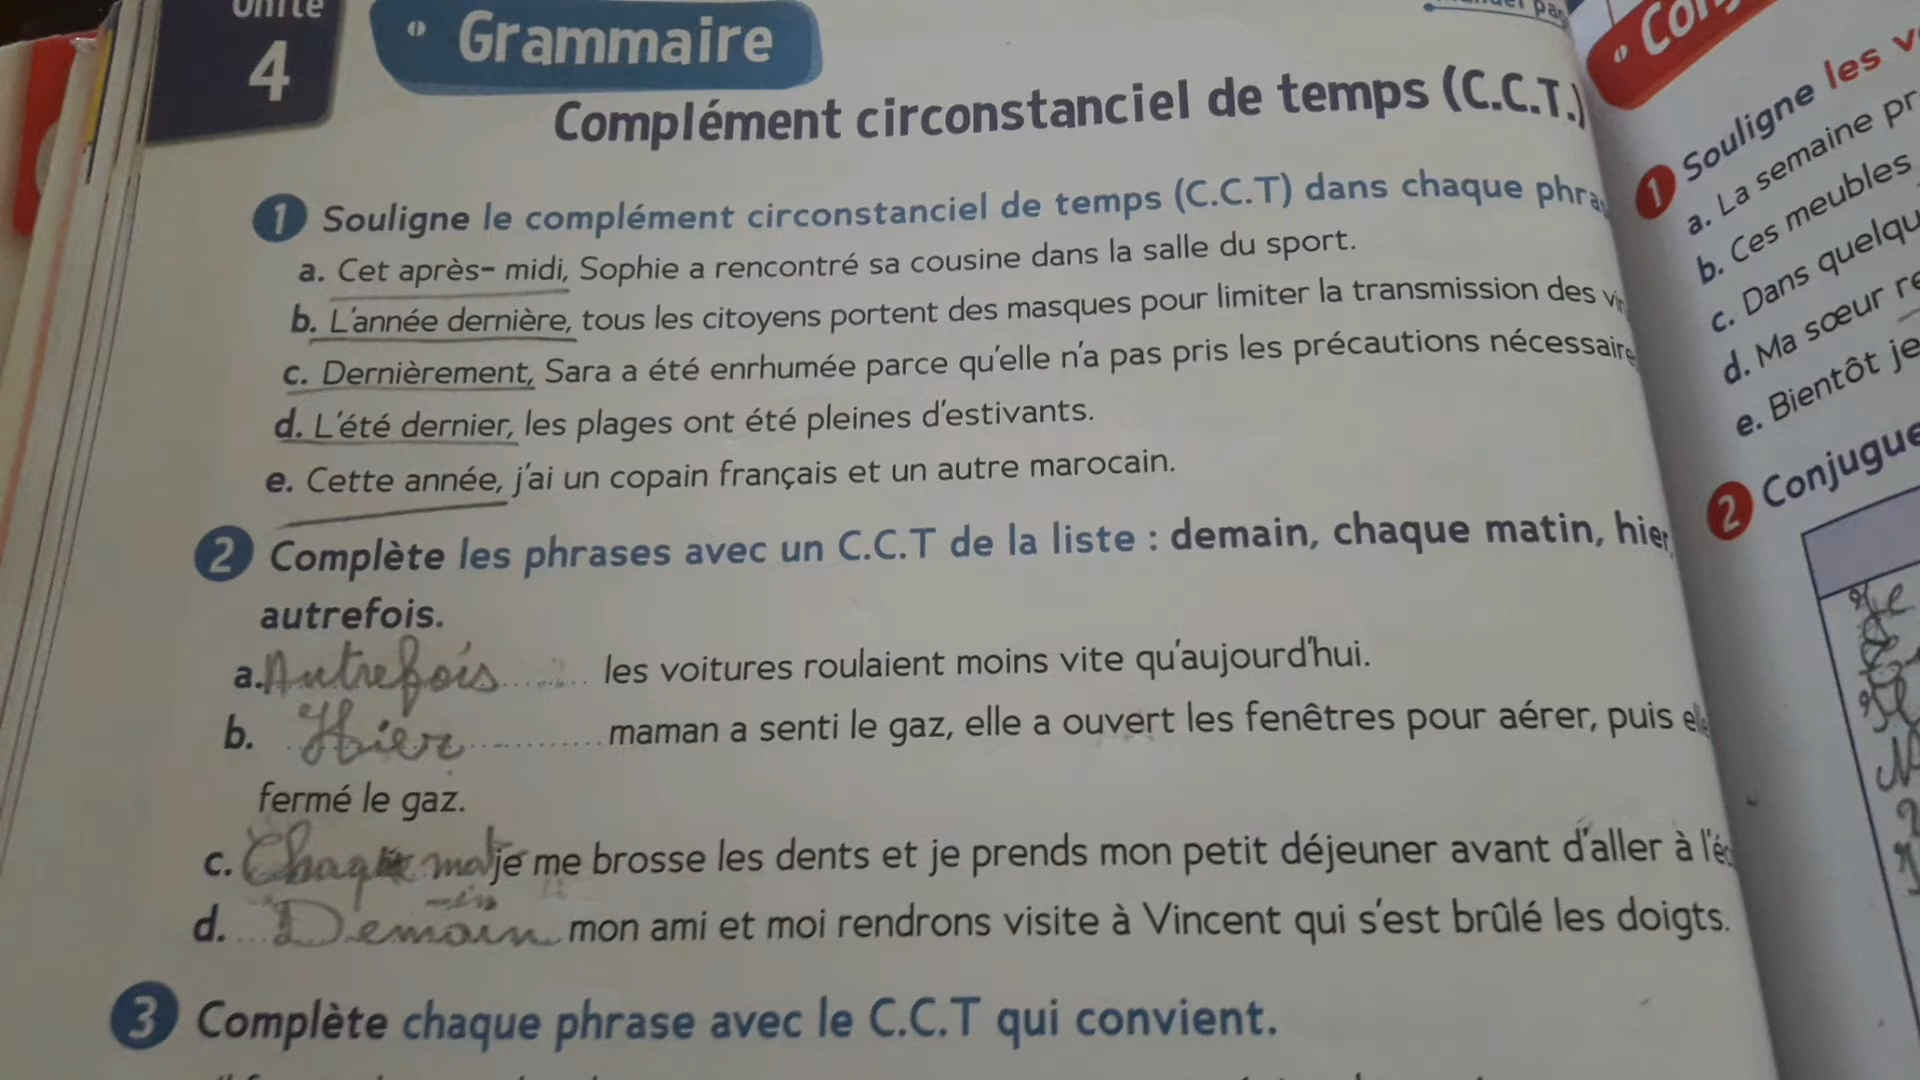 Unité
4
Grammaire
Complément circonstanciel de temps (C.C.T.)
1 Souligne le complément circonstanciel de temps (C.C.T) dans chaque
a. Cet après- midi, Sophie a rencontré sa cousine dans la salle du sport.
b. L'année dernière, tous les citoyens portent des masques pour limiter la transmission des
c. Dernièrement, Sara a été enrhumée parce qu'elle n'a pas pris les précautions
d. L'été dernier, les plages ont été pleines d'estivants.
e. Cette année, j'ai un copain français et un autre marocain.
2 Complète les phrases avec un C.C.T de la liste : demain, chaque matin, hier,
autrefois.
a. Autrefois les voitures roulaient moins vite qu'aujourd'hui.
b. Hier maman a senti le gaz, elle a ouvert les fenêtres pour aérer, puis
fermé le gaz.
c. Chaque mat je me brosse les dents et je prends mon petit déjeuner avant d'aller à
-in
d. Demain mon ami et moi rendrons visite à Vincent qui s'est brûlé les doigts.
3 Complète chaque phrase avec le C.C.T qui convient.
1 Souligne les
a. La semaine
b. Ces meubles
c. Dans
d. Ma sœur
e. Bientôt je
2